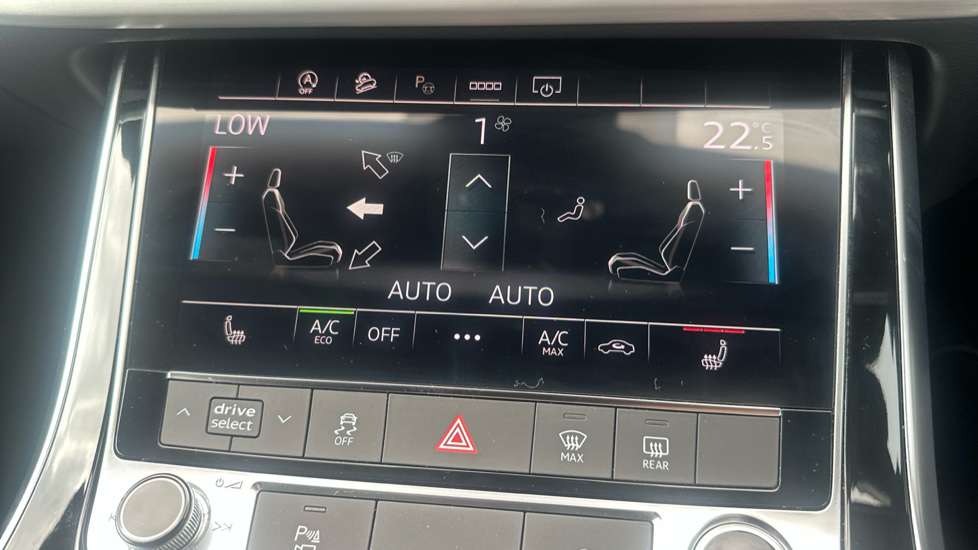 A
OFF
P
LOW 1 22.5 °C
+ +
− −
AUTO AUTO
A/C
ECO
OFF
•••
A/C
MAX
drive
select
OFF
MAX
REAR
P